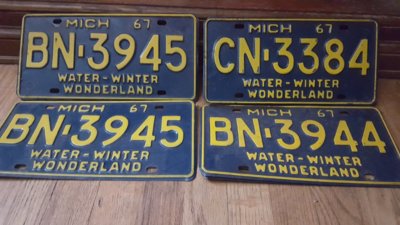 MICH 67
BN-3945
WATER-WINTER
WONDERLAND
MICH 67
CN-3384
WATER-WINTER
WONDERLAND
MICH 67
BN-3945
WATER-WINTER
WONDERLAND
MICH 67
BN-3944
WATER-WINTER
WONDERLAND